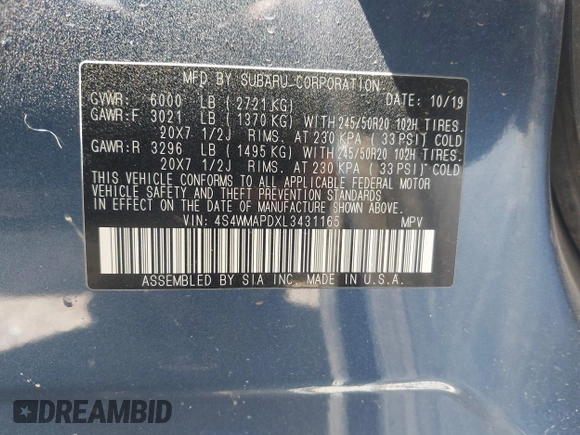 MFD BY SUBARU CORPORATION
GVWR: 6000 LB (2721KG) DATE: 10/19
GAWR:F 3021 LB (1370KG) WITH 245/50R20 102H TIRES.
20X7 1/2J RIMS. AT 230 KPA (33PSI) COLD
GAWR:R 3296 LB (1495KG) WITH 245/50R20 102H TIRES.
20X7 1/2J RIMS. AT 230 KPA (33PSI) COLD
THIS VEHICLE CONFORMS TO ALL APPLICABLE FEDERAL MOTOR
VEHICLE SAFETY AND THEFT PREVENTION STANDARDS
IN EFFECT ON THE DATE OF MANUFACTURE SHOWN ABOVE.
VIN: 4S4WMAPDXL3431165 MPV
ASSEMBLED BY SIA INC. MADE IN U.S.A.
DREAMBID